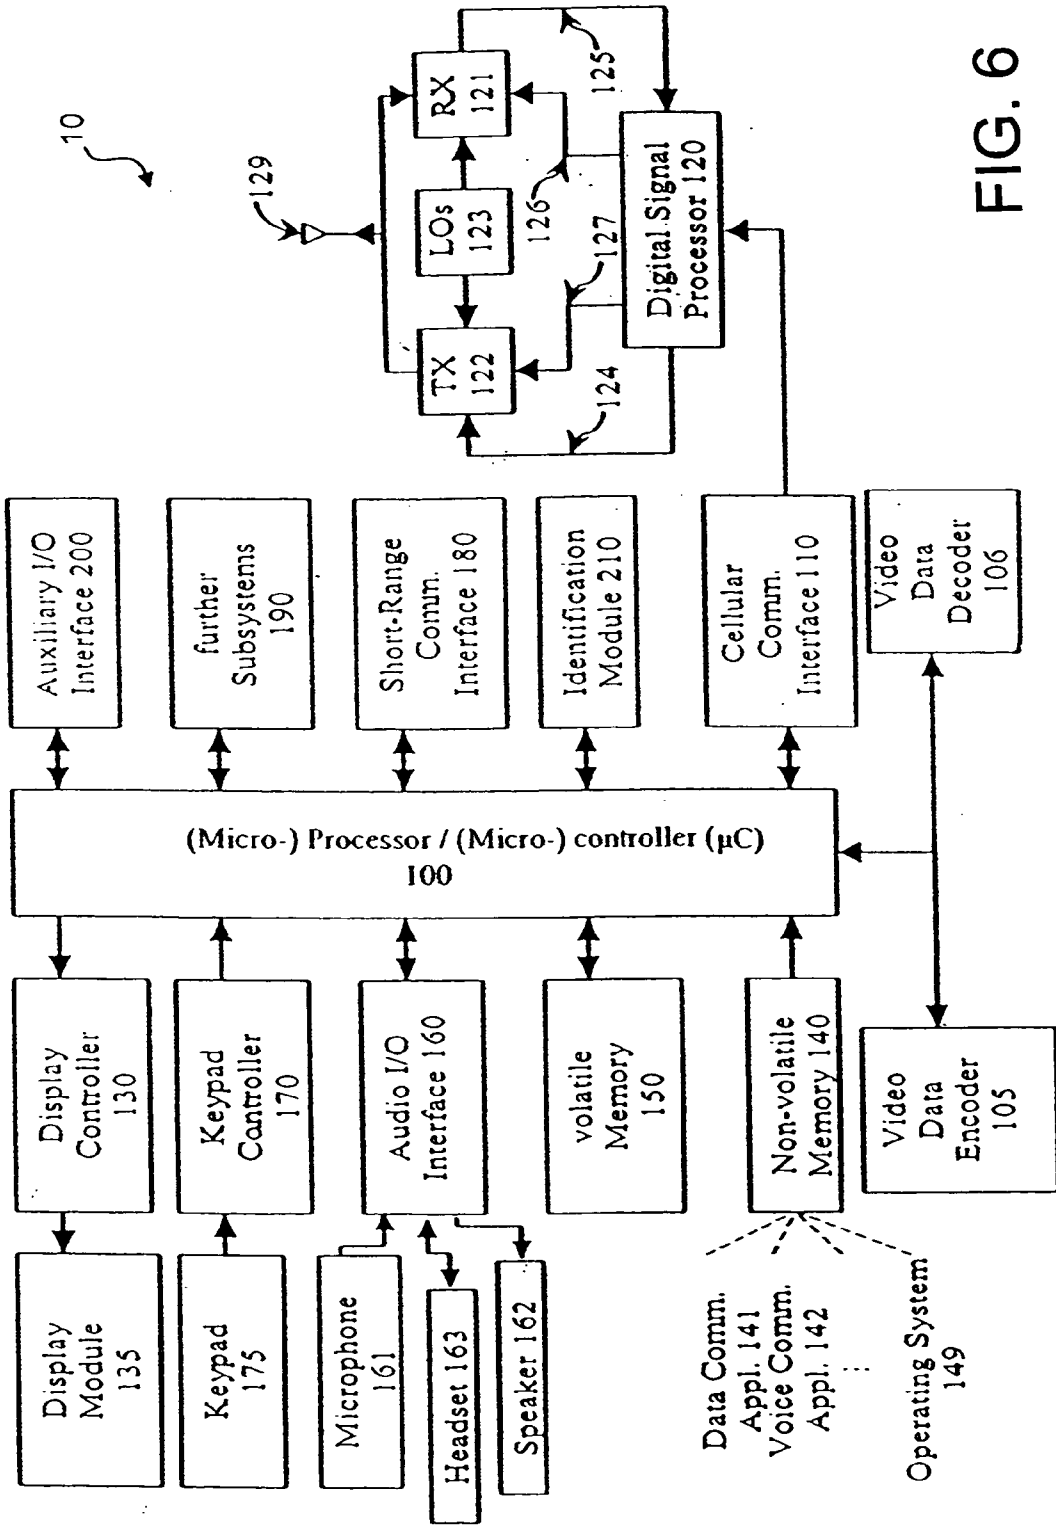 10
Display
Module
135
Display
Controller
130
Auxiliary I/O
Interface 200
Keypad
175
Keypad
Controller
170
further
Subsystems
190
Microphone
161
Headset 163
Speaker 162
Audio I/O
Interface 160
Short-Range
Comm.
Interface 180
(Micro-) Processor / (Micro-) controller (μC)
100
volatile
Memory
150
Identification
Module 210
Data Comm.
Appl. 141
Voice Comm.
Appl. 142
Operating System
149
Non-volatile
Memory 140
Cellular
Comm.
Interface 110
Video
Data
Encoder
105
Video
Data
Decoder
106
129
TX
122
LOs
123
RX
121
124
127
126
125
Digital Signal
Processor 120
FIG. 6